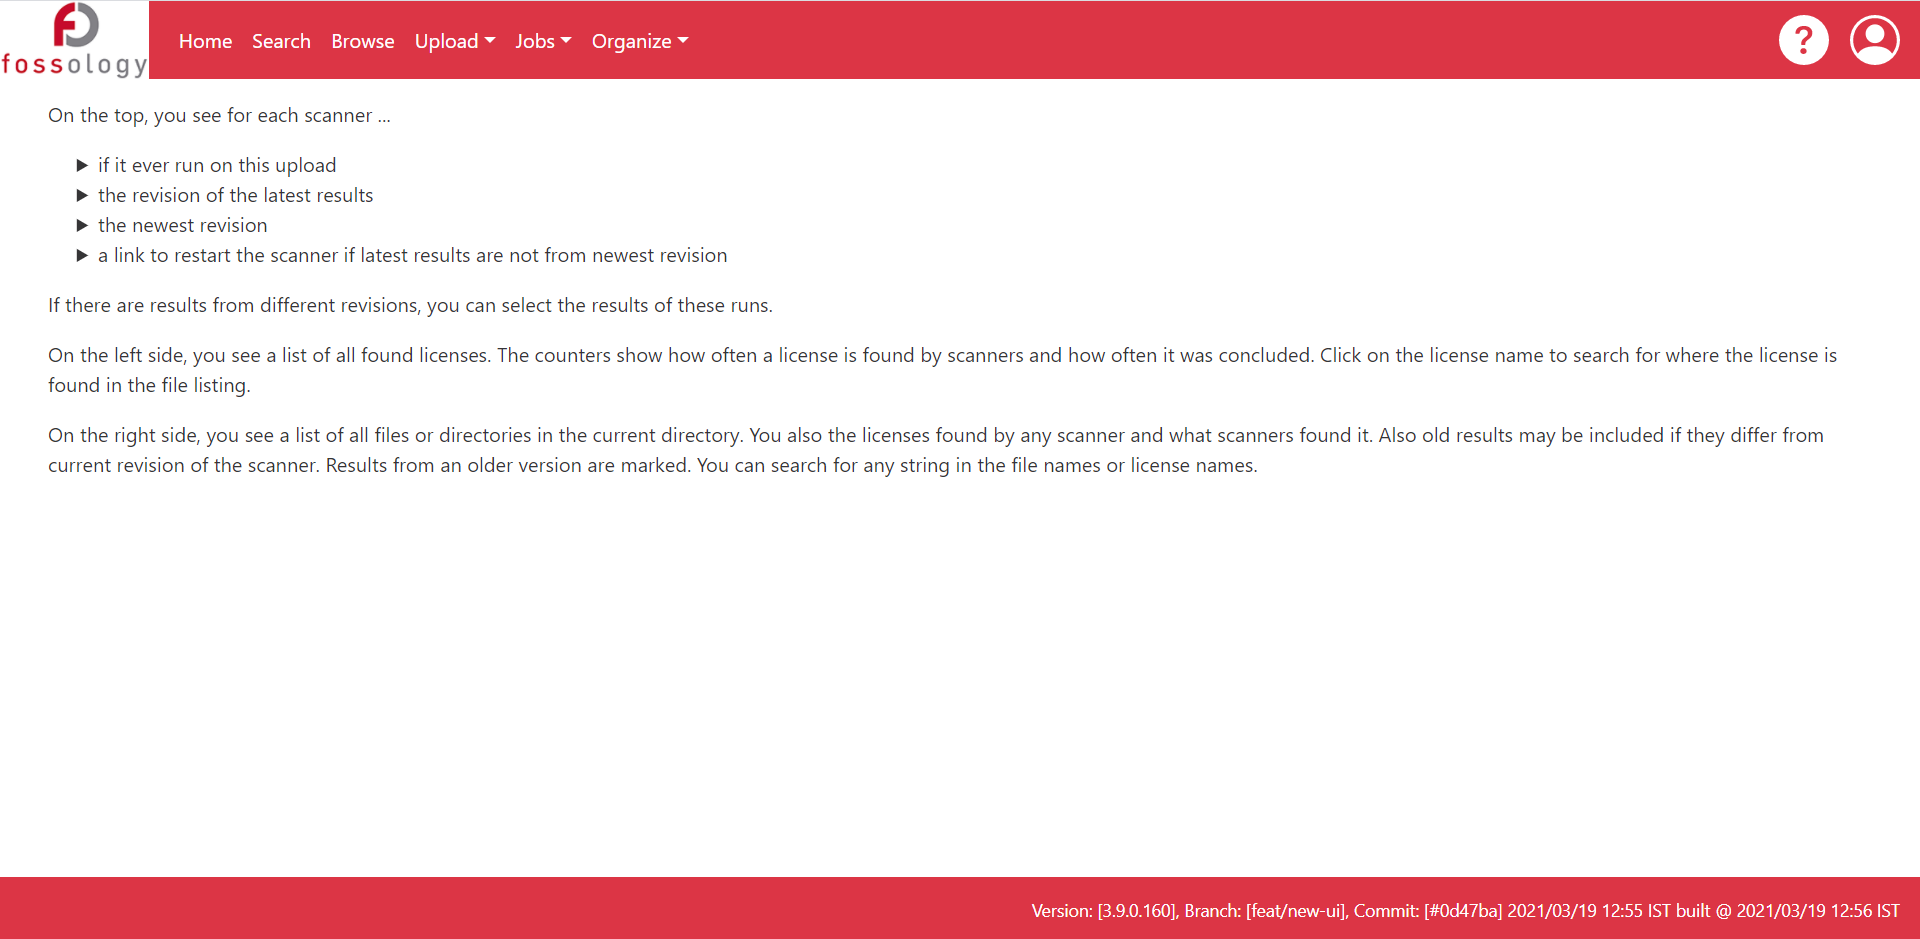 fossology
Home Search Browse Upload Jobs Organize
?
On the top, you see for each scanner ...
if it ever run on this upload
the revision of the latest results
the newest revision
a link to restart the scanner if latest results are not from newest revision
If there are results from different revisions, you can select the results of these runs.
On the left side, you see a list of all found licenses. The counters show how often a license is found by scanners and how often it was concluded. Click on the license name to search for where the license is
found in the file listing.
On the right side, you see a list of all files or directories in the current directory. You also the licenses found by any scanner and what scanners found it. Also old results may be included if they differ from
current revision of the scanner. Results from an older version are marked. You can search for any string in the file names or license names.
Version: [3.9.0.160], Branch: [feat/new-ui], Commit: [#0d47ba] 2021/03/19 12:55 IST built @ 2021/03/19 12:56 IST